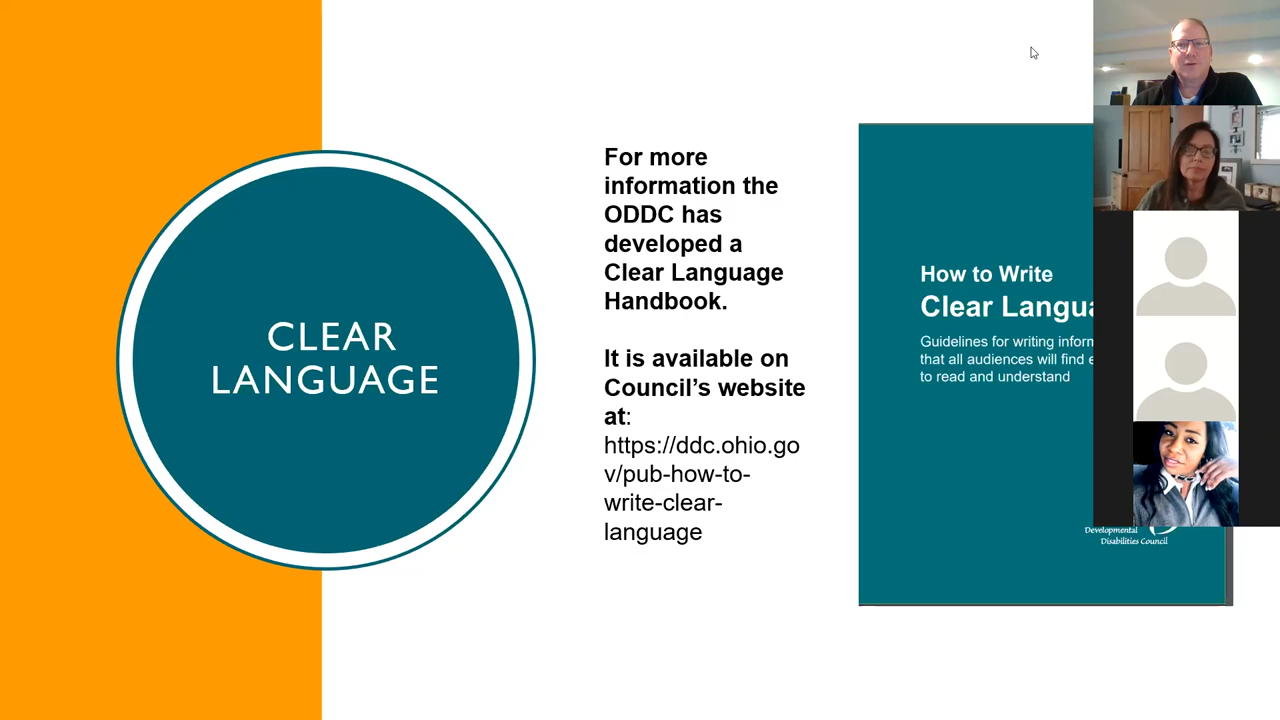 CLEAR
LANGUAGE
For more
information the
ODDC has
developed a
Clear Language
Handbook.
It is available on
Council’s website
at:
https://ddc.ohio.go
v/pub-how-to-
write-clear-
language
How to Write
Clear
Guidelines for writing
that all audiences will find
to read and understand
Developmental
Disabilities Council